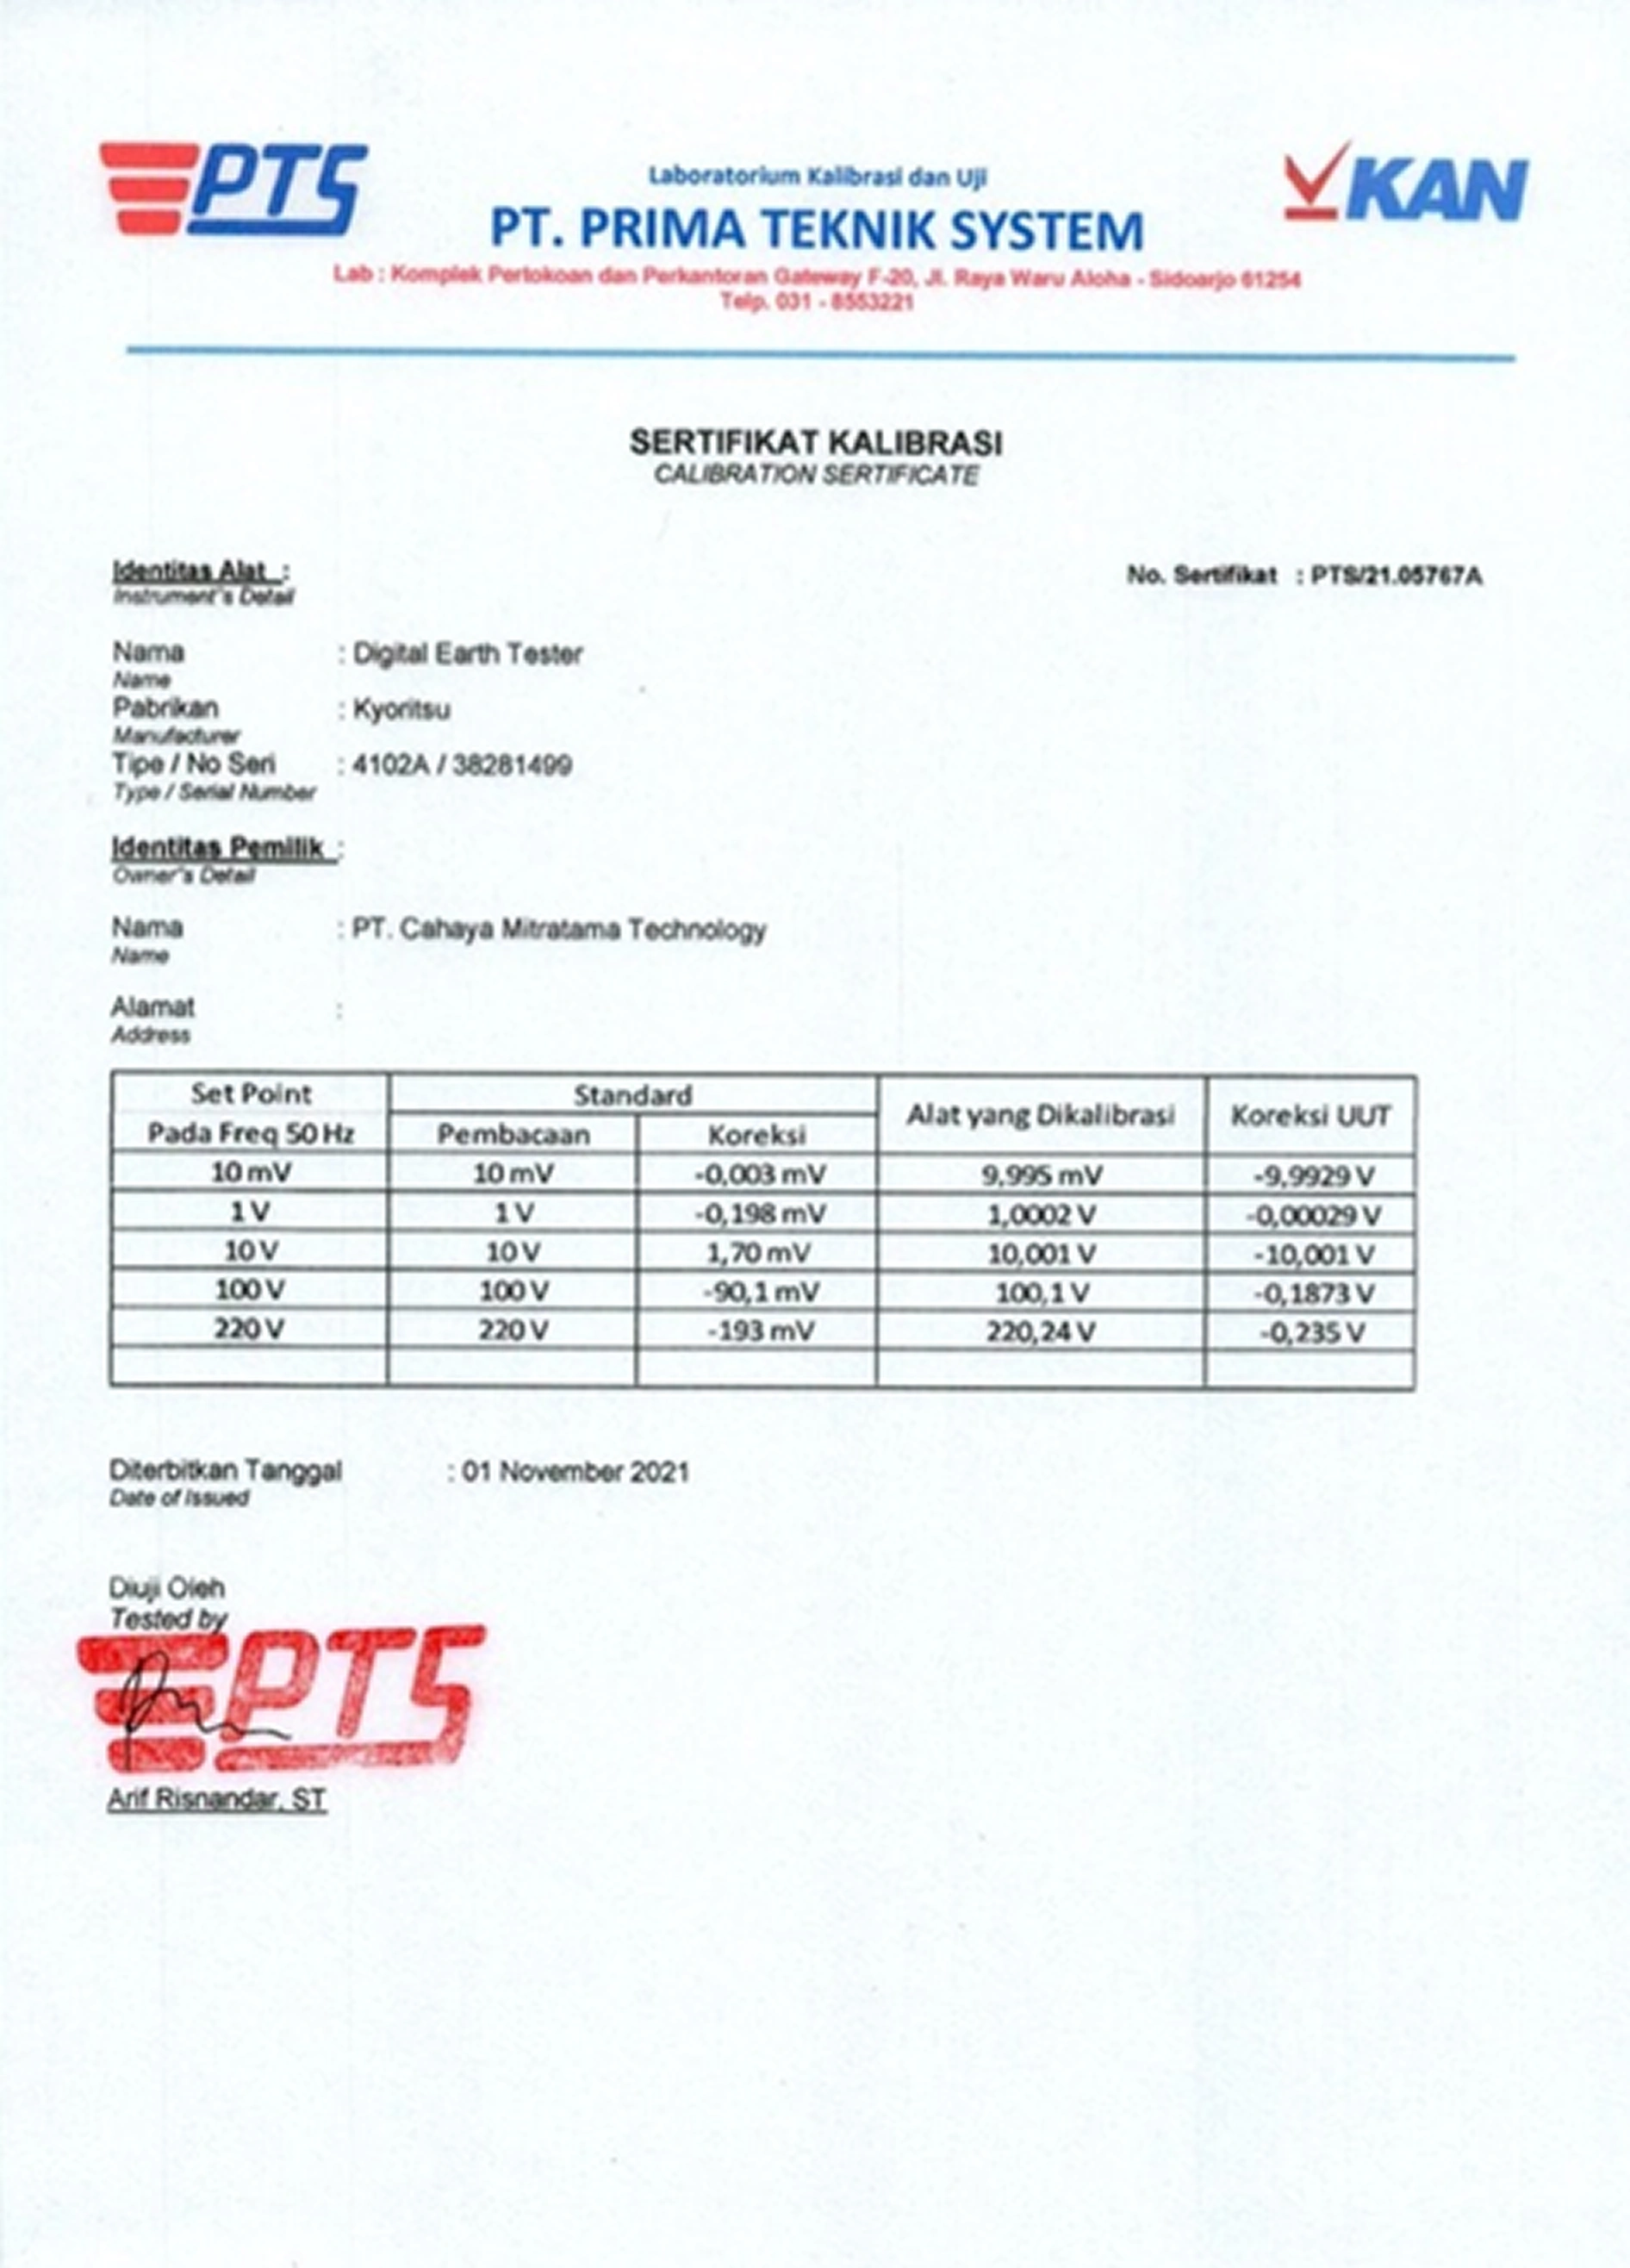 PTS
Laboratorium Kalibrasi dan Uji
PT. PRIMA TEKNIK SYSTEM
Lab : Komplek Pertokoan dan Perkantoran Gateway F-20, Jl. Raya Waru Aloha - Sidoarjo 61254
Telp. 031 - 8553221
KAN
SERTIFIKAT KALIBRASI
CALIBRATION SERTIFICATE
Identitas Alat :
Instrument's Detail
No. Sertifikat : PTS/21.05767A
Nama : Digital Earth Tester
Name
Pabrikan : Kyoritsu
Manufacturer
Tipe / No Seri : 4102A / 38281499
Type / Serial Number
Identitas Pemilik :
Owner's Detail
Nama : PT. Cahaya Mitratama Technology
Name
Alamat :
Address
Set Point Standard Alat yang Dikalibrasi Koreksi UUT
Pada Freq 50 Hz Pembacaan Koreksi
10 mV 10 mV -0,003 mV 9,995 mV -9,9929 V
1 V 1 V -0,198 mV 1,0002 V -0,00029 V
10 V 10 V 1,70 mV 10,001 V -10,001 V
100 V 100 V -90,1 mV 100,1 V -0,1873 V
220 V 220 V -193 mV 220,24 V -0,235 V
Diterbitkan Tanggal : 01 November 2021
Date of Issued
Diuji Oleh
Tested by
PTS
Arif Risnandar, ST